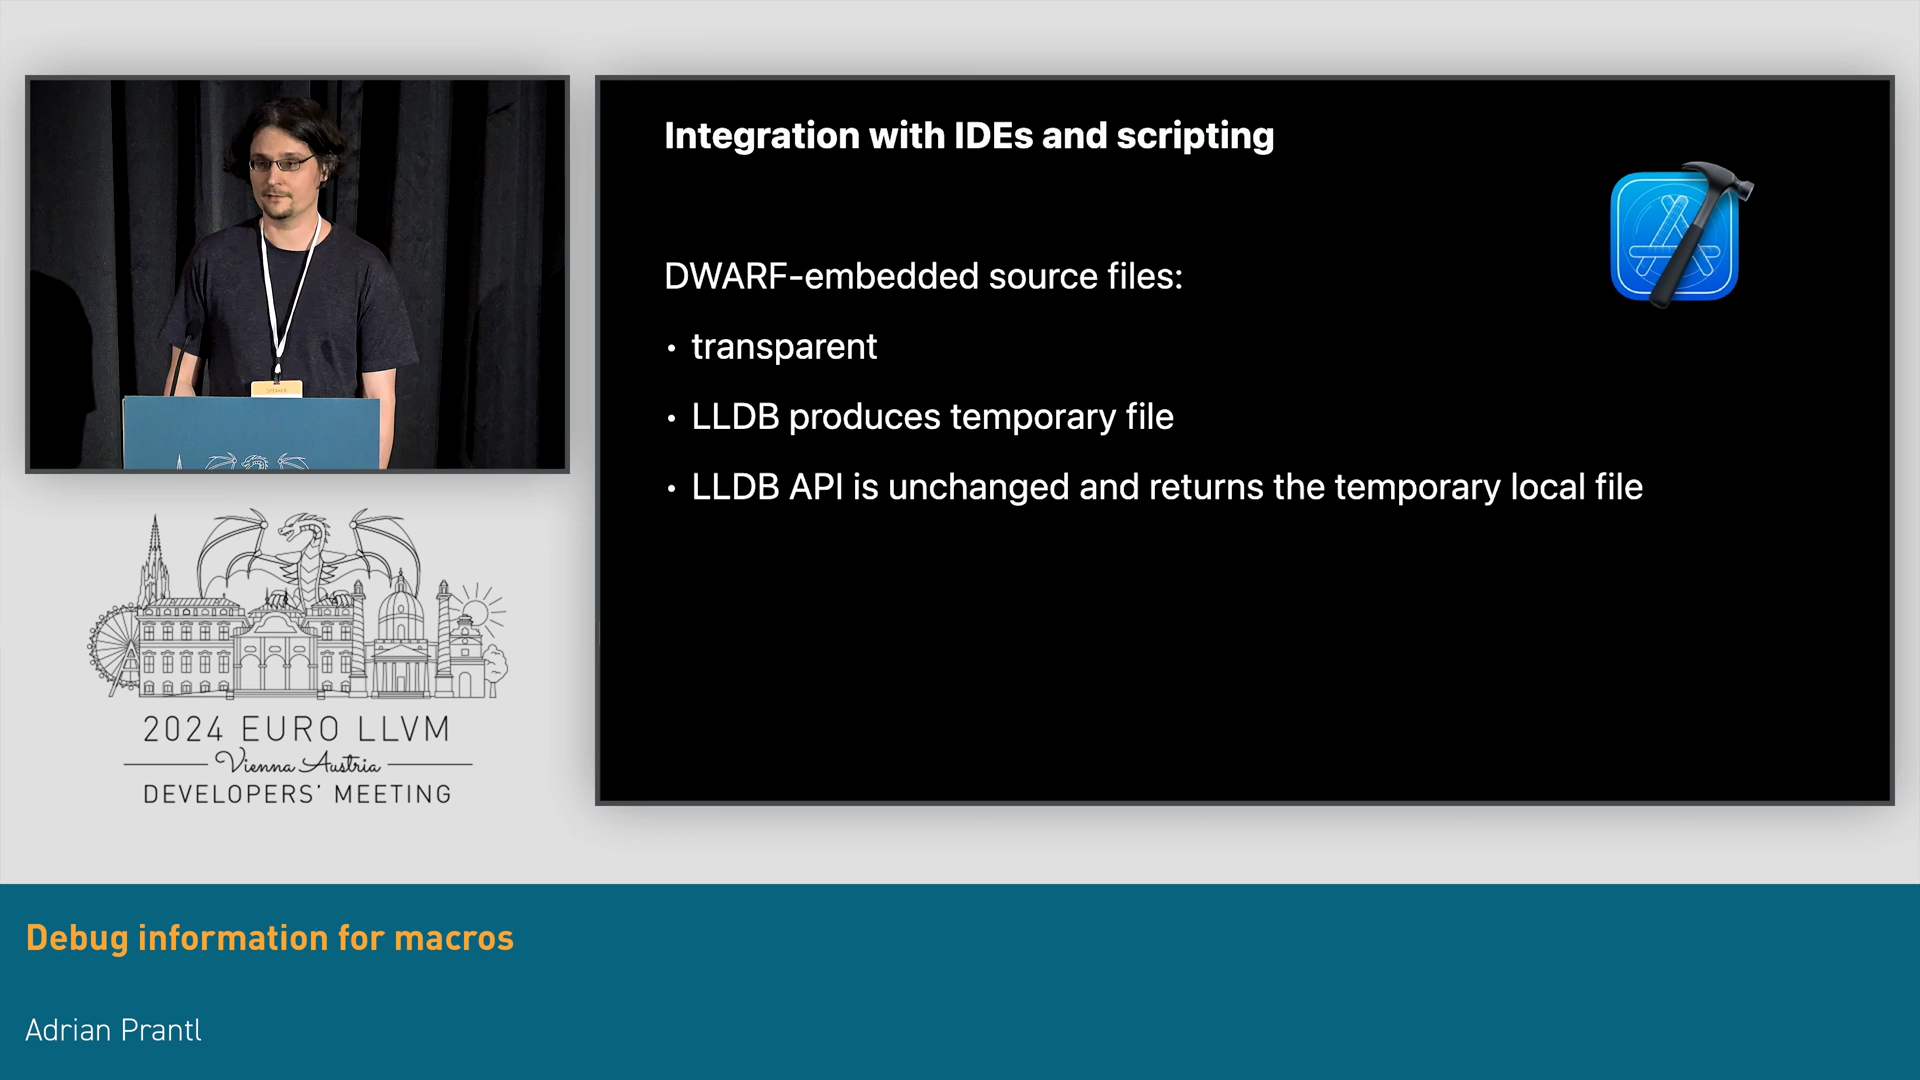 Integration with IDEs and scripting
DWARF-embedded source files:
• transparent
• LLDB produces temporary file
• LLDB API is unchanged and returns the temporary local file
SPEAKER
2024 EURO LLVM
Vienna Austria
DEVELOPERS' MEETING
Debug information for macros
Adrian Prantl